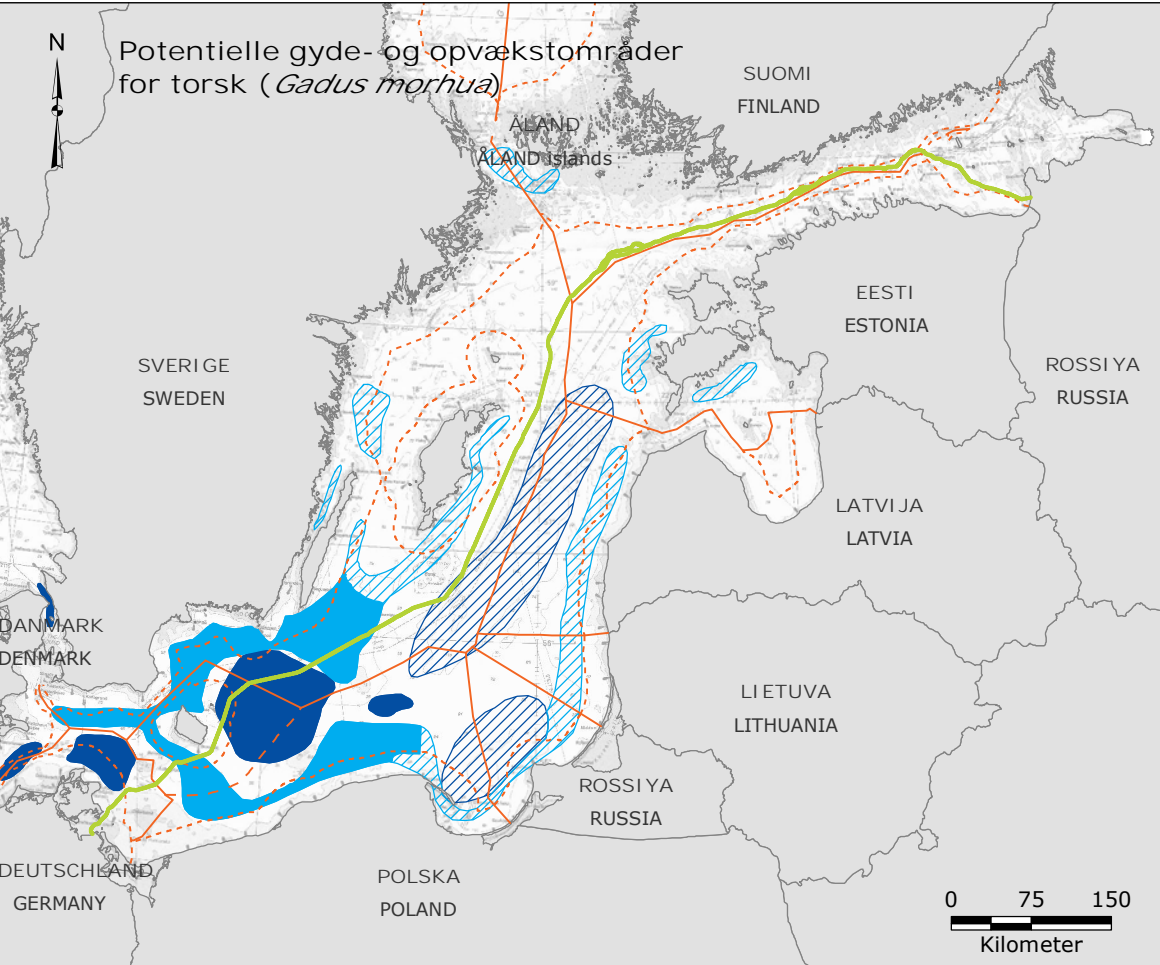 N
Potentielle gyde- og opvækstområder
for torsk (Gadus morhua)
SUOMI
FINLAND
ÅLAND
ÅLAND islands
EESTI
ESTONIA
SVERIGE
SWEDEN
ROSSIYA
RUSSIA
LATVIJA
LATVIA
DANMARK
DENMARK
LIETUVA
LITHUANIA
ROSSIYA
RUSSIA
DEUTSCHLAND
GERMANY
POLSKA
POLAND
0 75 150
Kilometer